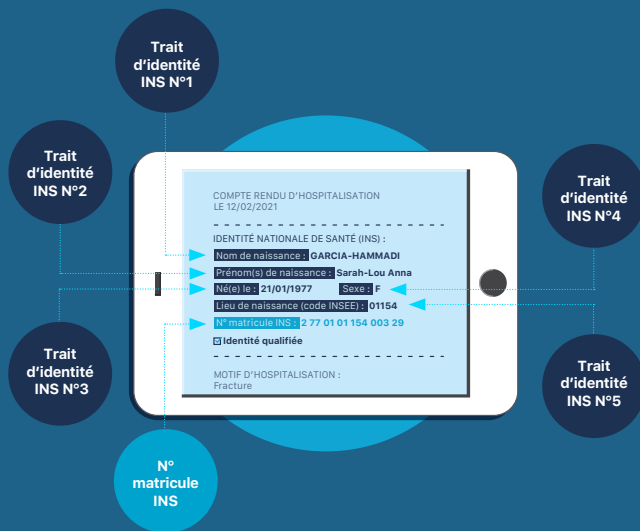 Trait
d'identité
INS N°1
Trait
d'identité
INS N°2
Trait
d'identité
INS N°4
COMPTE RENDU D'HOSPITALISATION
LE 12/02/2021
IDENTITÉ NATIONALE DE SANTÉ (INS) :
Nom de naissance : GARCIA-HAMMADI
Prénom(s) de naissance : Sarah-Lou Anna
Né(e) le : 21/01/1977 Sexe : F
Lieu de naissance (code INSEE) : 01154
N° matricule INS : 2 77 01 01 154 003 29
Identité qualifiée
MOTIF D'HOSPITALISATION :
Fracture
Trait
d'identité
INS N°3
Trait
d'identité
INS N°5
N°
matricule
INS